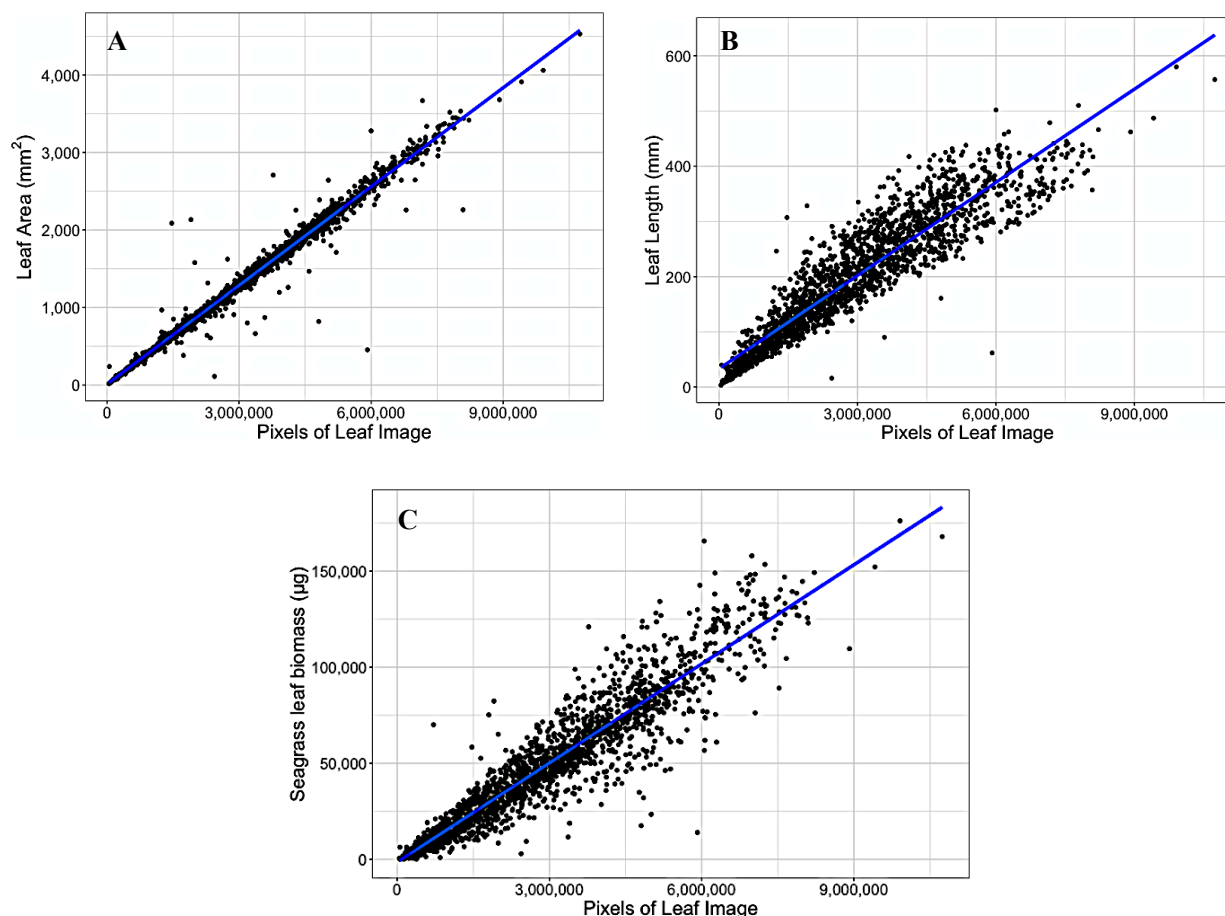 A
Leaf Area (mm²)
4,000
3,000
2,000
1,000
0
0 3,000,000 6,000,000 9,000,000
Pixels of Leaf Image
B
Leaf Length (mm)
600
400
200
0
0 3,000,000 6,000,000 9,000,000
Pixels of Leaf Image
C
Seagrass leaf biomass (µg)
150,000
100,000
50,000
0
0 3,000,000 6,000,000 9,000,000
Pixels of Leaf Image